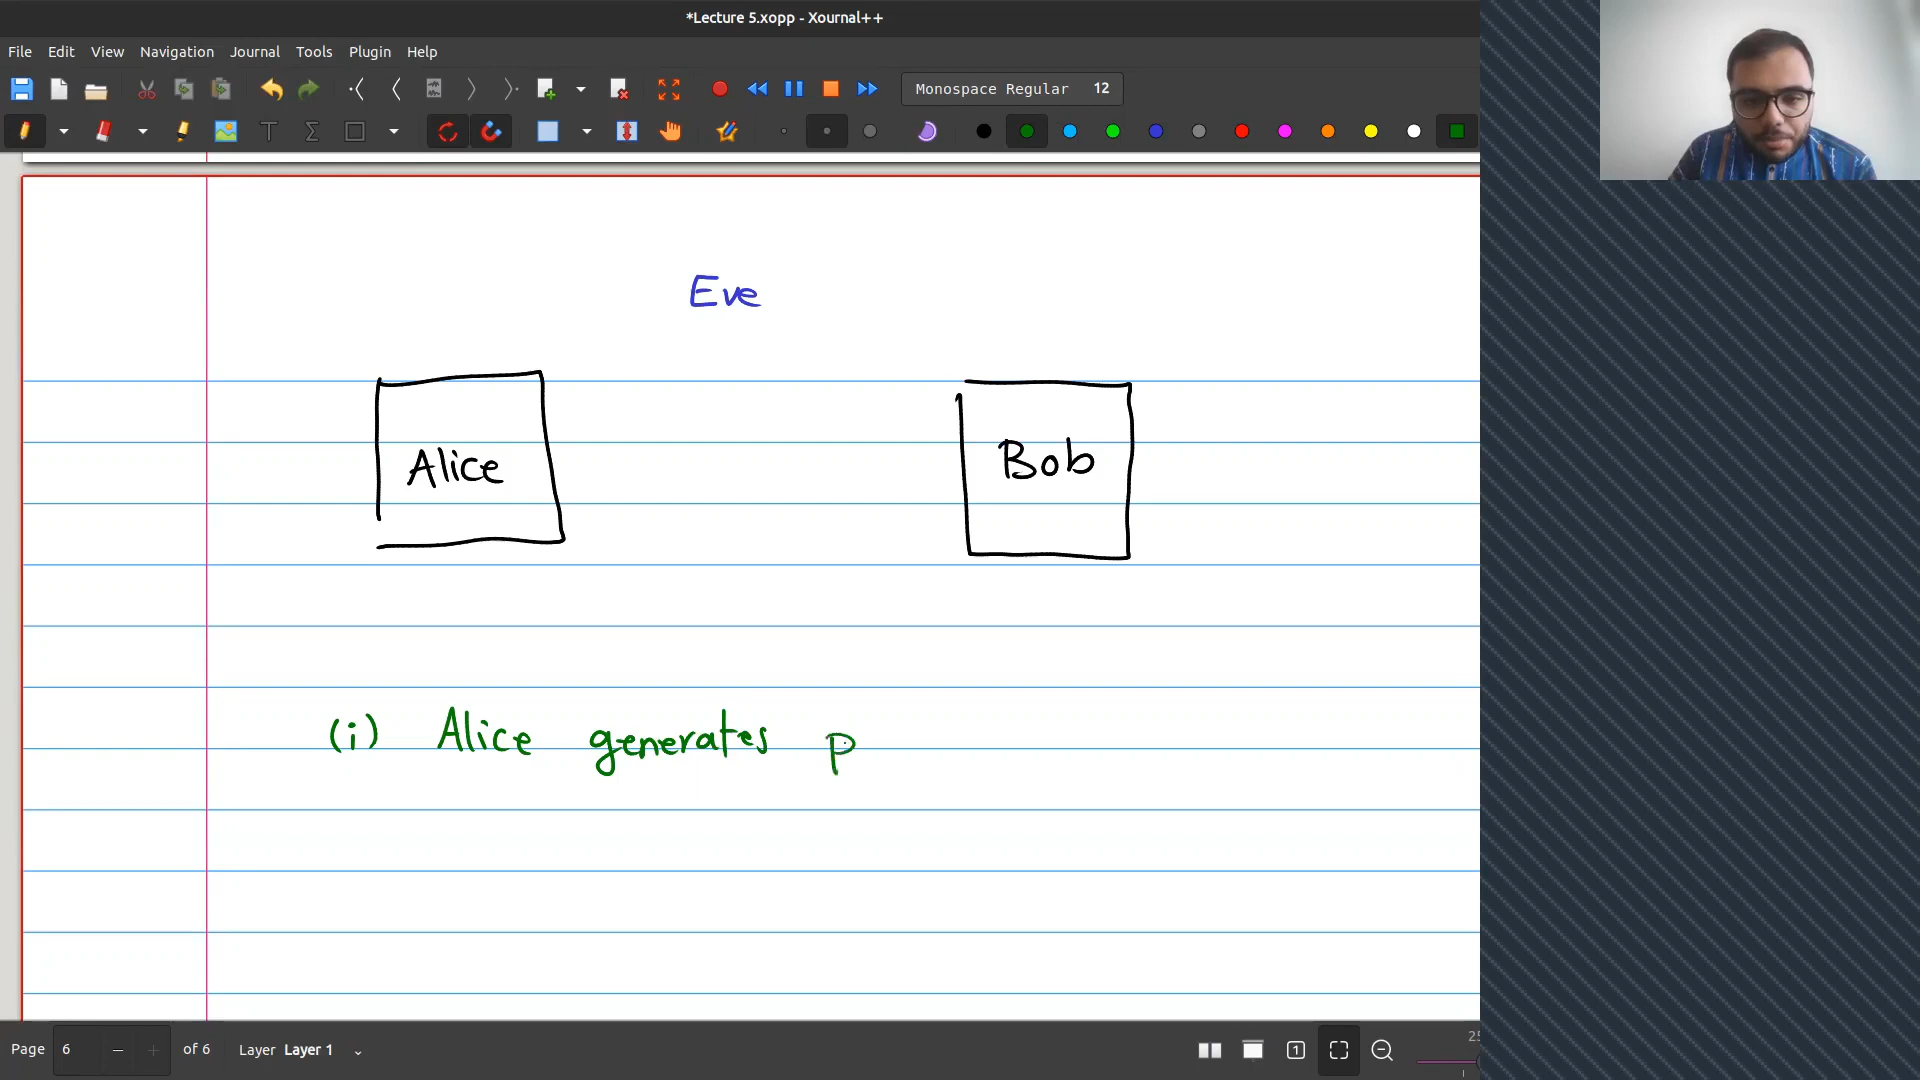 *Lecture 5.xopp - Xournal++
File Edit View Navigation Journal Tools Plugin Help
Monospace Regular 12
Eve
Alice
Bob
(i) Alice generates p
Page 6 of 6 Layer Layer 1